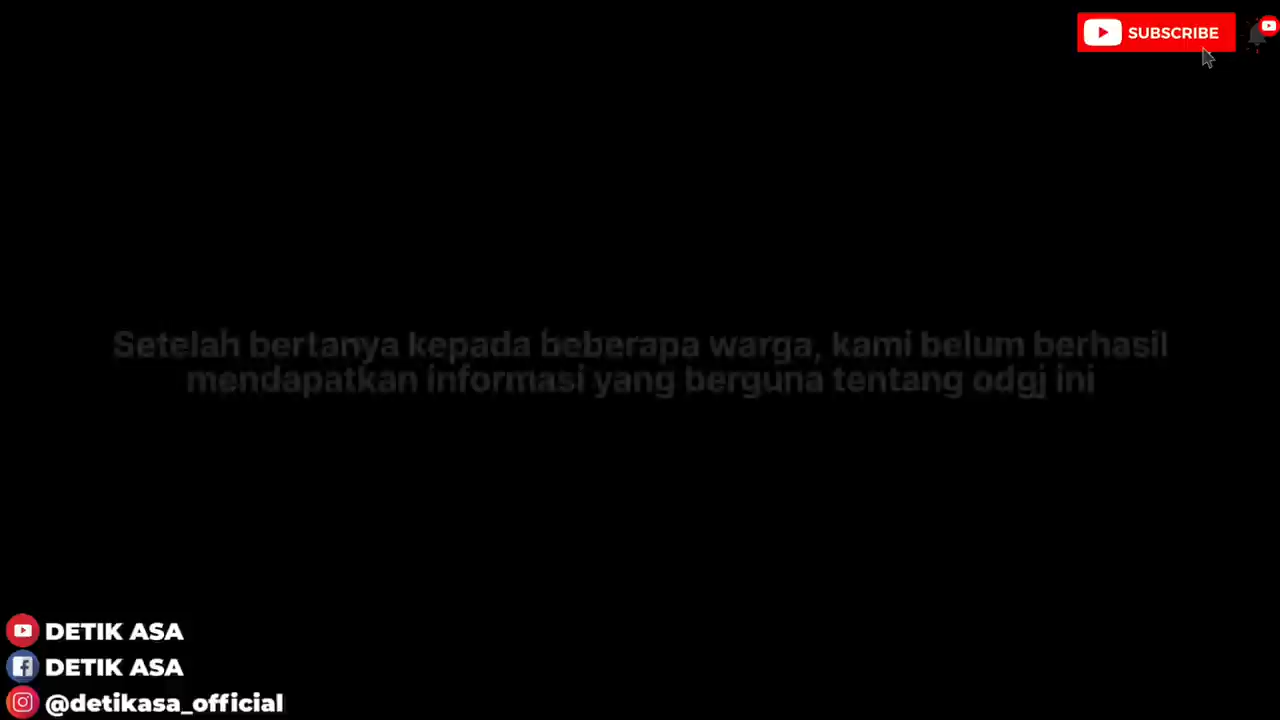 SUBSCRIBE
Setelah bertanya kepada beberapa warga, kami belum berhasil
mendapatkan informasi yang berguna tentang odgj ini
DETIK ASA
DETIK ASA
@detikasa_official